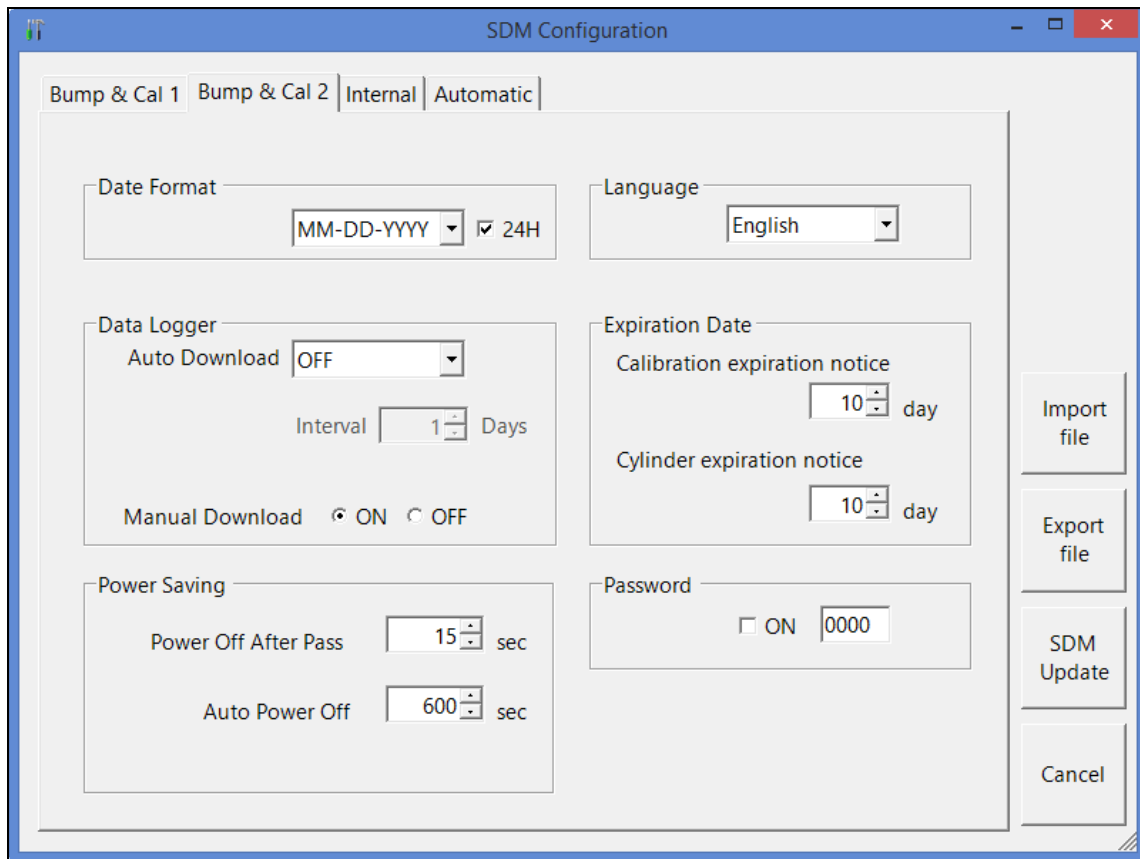 SDM Configuration
Bump & Cal 1 Bump & Cal 2 Internal Automatic
Date Format
MM-DD-YYYY 24H
Language
English
Data Logger
Auto Download OFF
Interval 1 Days
Manual Download ON OFF
Expiration Date
Calibration expiration notice
10 day
Cylinder expiration notice
10 day
Power Saving
Power Off After Pass 15 sec
Auto Power Off 600 sec
Password
ON 0000
Import
file
Export
file
SDM
Update
Cancel